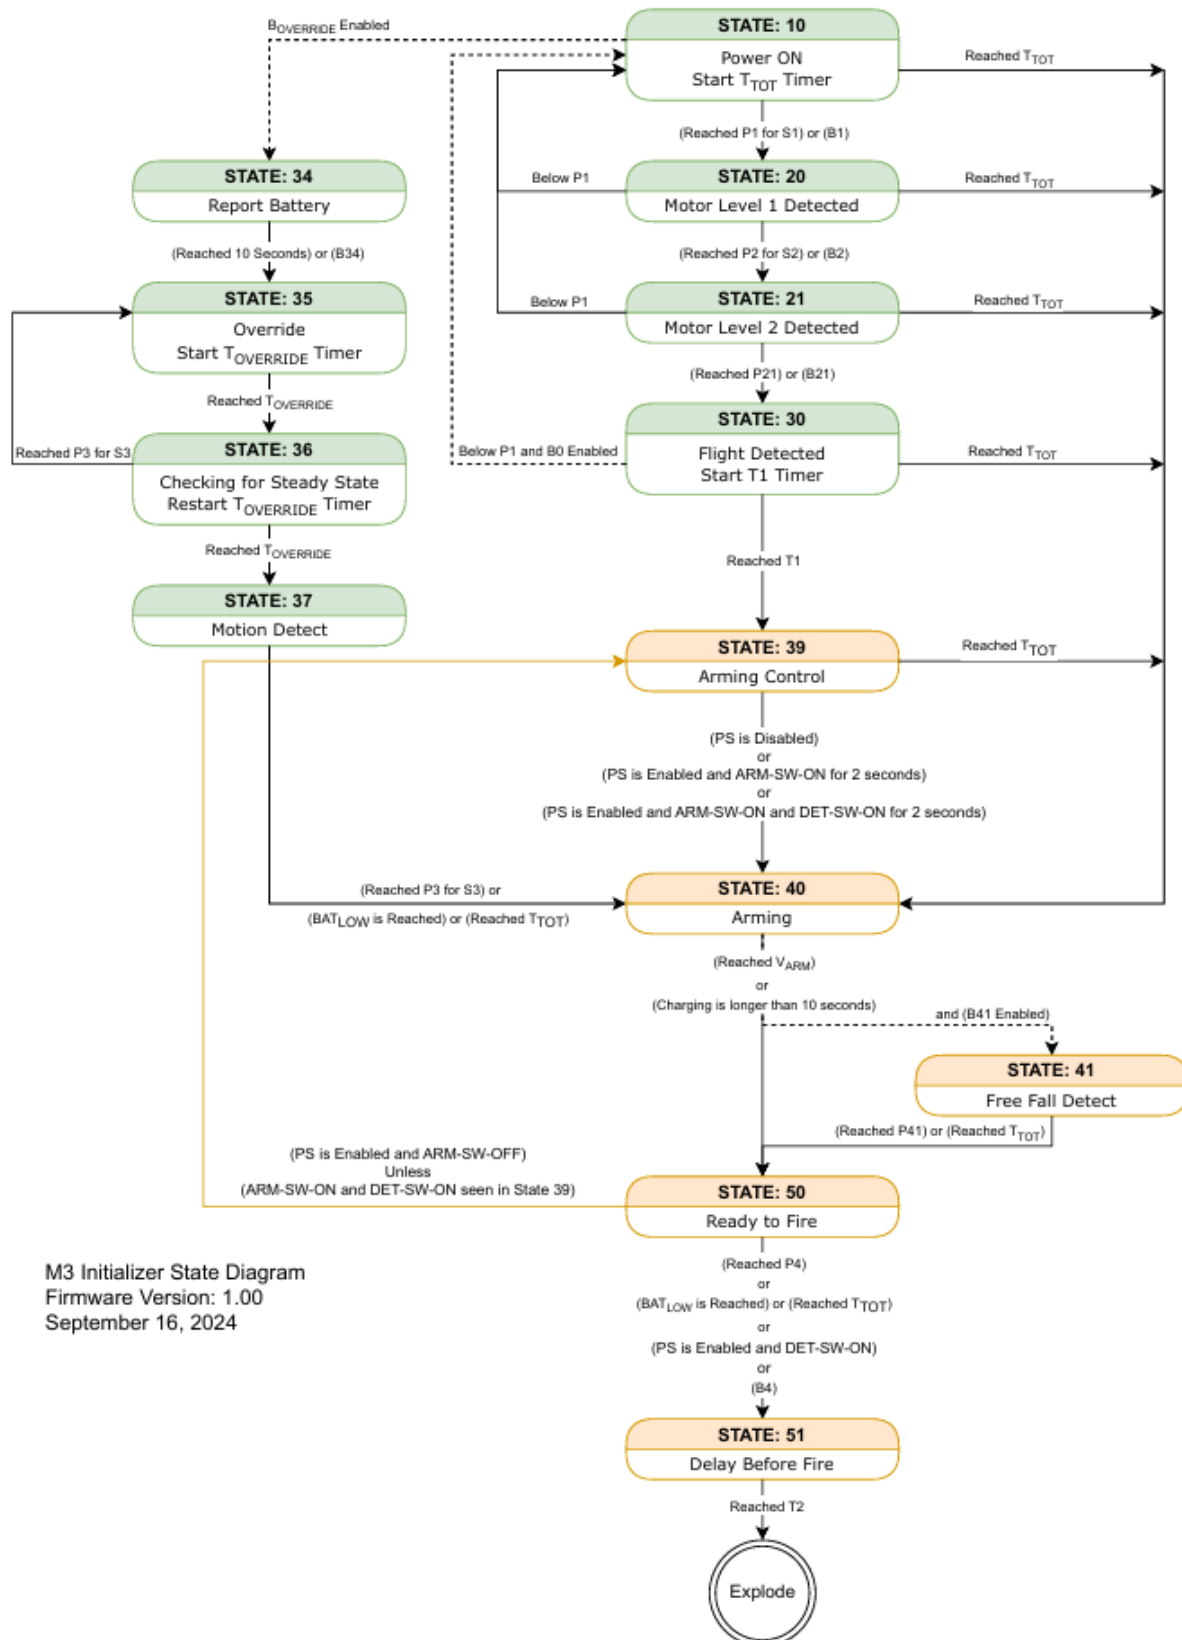 B_OVERRIDE Enabled
STATE: 10
Power ON
Start T_TOT Timer
Reached T_TOT
(Reached P1 for S1) or (B1)
STATE: 34
Report Battery
Below P1
STATE: 20
Motor Level 1 Detected
Reached T_TOT
(Reached 10 Seconds) or (B34)
(Reached P2 for S2) or (B2)
STATE: 35
Override
Start T_OVERRIDE Timer
Below P1
STATE: 21
Motor Level 2 Detected
Reached T_TOT
Reached T_OVERRIDE
(Reached P21) or (B21)
Reached P3 for S3
STATE: 36
Checking for Steady State
Restart T_OVERRIDE Timer
Below P1 and B0 Enabled
STATE: 30
Flight Detected
Start T1 Timer
Reached T_TOT
Reached T_OVERRIDE
Reached T1
STATE: 37
Motion Detect
STATE: 39
Arming Control
Reached T_TOT
(PS is Disabled)
or
(PS is Enabled and ARM-SW-ON for 2 seconds)
or
(PS is Enabled and ARM-SW-ON and DET-SW-ON for 2 seconds)
(Reached P3 for S3) or
(BAT_LOW is Reached) or (Reached T_TOT)
STATE: 40
Arming
(Reached V_ARM)
or
(Charging is longer than 10 seconds)
and (B41 Enabled)
STATE: 41
Free Fall Detect
(Reached P41) or (Reached T_TOT)
(PS is Enabled and ARM-SW-OFF)
Unless
(ARM-SW-ON and DET-SW-ON seen in State 39)
STATE: 50
Ready to Fire
(Reached P4)
or
(BAT_LOW is Reached) or (Reached T_TOT)
or
(PS is Enabled and DET-SW-ON)
or
(B4)
M3 Initializer State Diagram
Firmware Version: 1.00
September 16, 2024
STATE: 51
Delay Before Fire
Reached T2
Explode